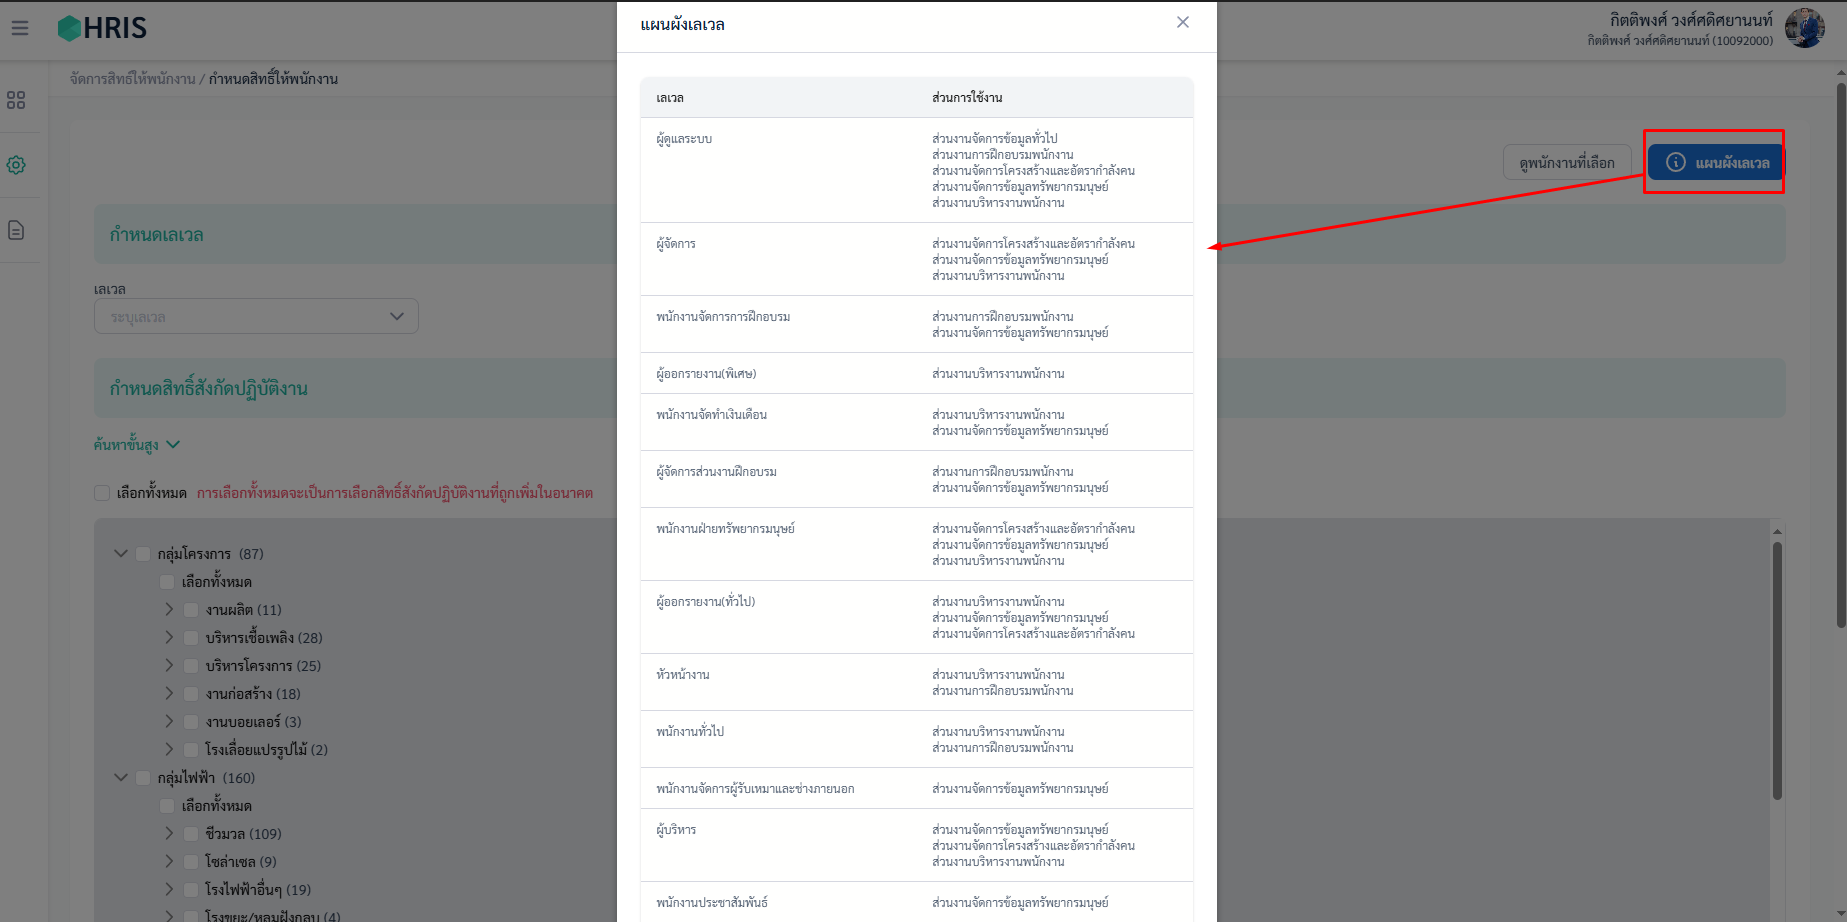 HRIS
กิตติพงศ์ วงศ์ศดิศยานนท์
กิตติพงศ์ วงศ์ศดิศยานนท์ (10092000)
จัดการสิทธิ์ให้พนักงาน / กำหนดสิทธิ์ให้พนักงาน
ดูพนักงานที่เลือก
แผนผังเลเวล
กำหนดเลเวล
เลเวล
ระบุเลเวล
กำหนดสิทธิ์สังกัดปฏิบัติงาน
ค้นหาขั้นสูง
เลือกทั้งหมด การเลือกทั้งหมดจะเป็นการเลือกสิทธิ์สังกัดปฏิบัติงานที่ถูกเพิ่มในอนาคต
กลุ่มโครงการ (87)
เลือกทั้งหมด
งานผลิต (11)
บริหารเชื้อเพลิง (28)
บริหารโครงการ (25)
งานก่อสร้าง (18)
งานบอยเลอร์ (3)
โรงเลื่อยแปรรูปไม้ (2)
กลุ่มไฟฟ้า (160)
เลือกทั้งหมด
ชีวมวล (109)
โซล่าเซล (9)
โรงไฟฟ้าอื่นๆ (19)
โรงขยะ/หลุมฝังกลบ (4)
แผนผังเลเวล
เลเวล ส่วนการใช้งาน
ผู้ดูแลระบบ ส่วนงานจัดการข้อมูลทั่วไป
ส่วนงานการฝึกอบรมพนักงาน
ส่วนงานจัดการโครงสร้างและอัตรากำลังคน
ส่วนงานจัดการข้อมูลทรัพยากรมนุษย์
ส่วนงานบริหารงานพนักงาน
ผู้จัดการ ส่วนงานจัดการโครงสร้างและอัตรากำลังคน
ส่วนงานจัดการข้อมูลทรัพยากรมนุษย์
ส่วนงานบริหารงานพนักงาน
พนักงานจัดการการฝึกอบรม ส่วนงานการฝึกอบรมพนักงาน
ส่วนงานจัดการข้อมูลทรัพยากรมนุษย์
ผู้ออกรายงาน(พิเศษ) ส่วนงานบริหารงานพนักงาน
พนักงานจัดทำเงินเดือน ส่วนงานบริหารงานพนักงาน
ส่วนงานจัดการข้อมูลทรัพยากรมนุษย์
ผู้จัดการส่วนงานฝึกอบรม ส่วนงานการฝึกอบรมพนักงาน
ส่วนงานจัดการข้อมูลทรัพยากรมนุษย์
พนักงานฝ่ายทรัพยากรมนุษย์ ส่วนงานจัดการโครงสร้างและอัตรากำลังคน
ส่วนงานจัดการข้อมูลทรัพยากรมนุษย์
ส่วนงานบริหารงานพนักงาน
ผู้ออกรายงาน(ทั่วไป) ส่วนงานบริหารงานพนักงาน
ส่วนงานจัดการข้อมูลทรัพยากรมนุษย์
ส่วนงานจัดการโครงสร้างและอัตรากำลังคน
หัวหน้างาน ส่วนงานบริหารงานพนักงาน
ส่วนงานการฝึกอบรมพนักงาน
พนักงานทั่วไป ส่วนงานบริหารงานพนักงาน
ส่วนงานการฝึกอบรมพนักงาน
พนักงานจัดการผู้รับเหมาและช่างภายนอก ส่วนงานจัดการข้อมูลทรัพยากรมนุษย์
ผู้บริหาร ส่วนงานจัดการข้อมูลทรัพยากรมนุษย์
ส่วนงานจัดการโครงสร้างและอัตรากำลังคน
ส่วนงานบริหารงานพนักงาน
พนักงานประชาสัมพันธ์ ส่วนงานจัดการข้อมูลทรัพยากรมนุษย์